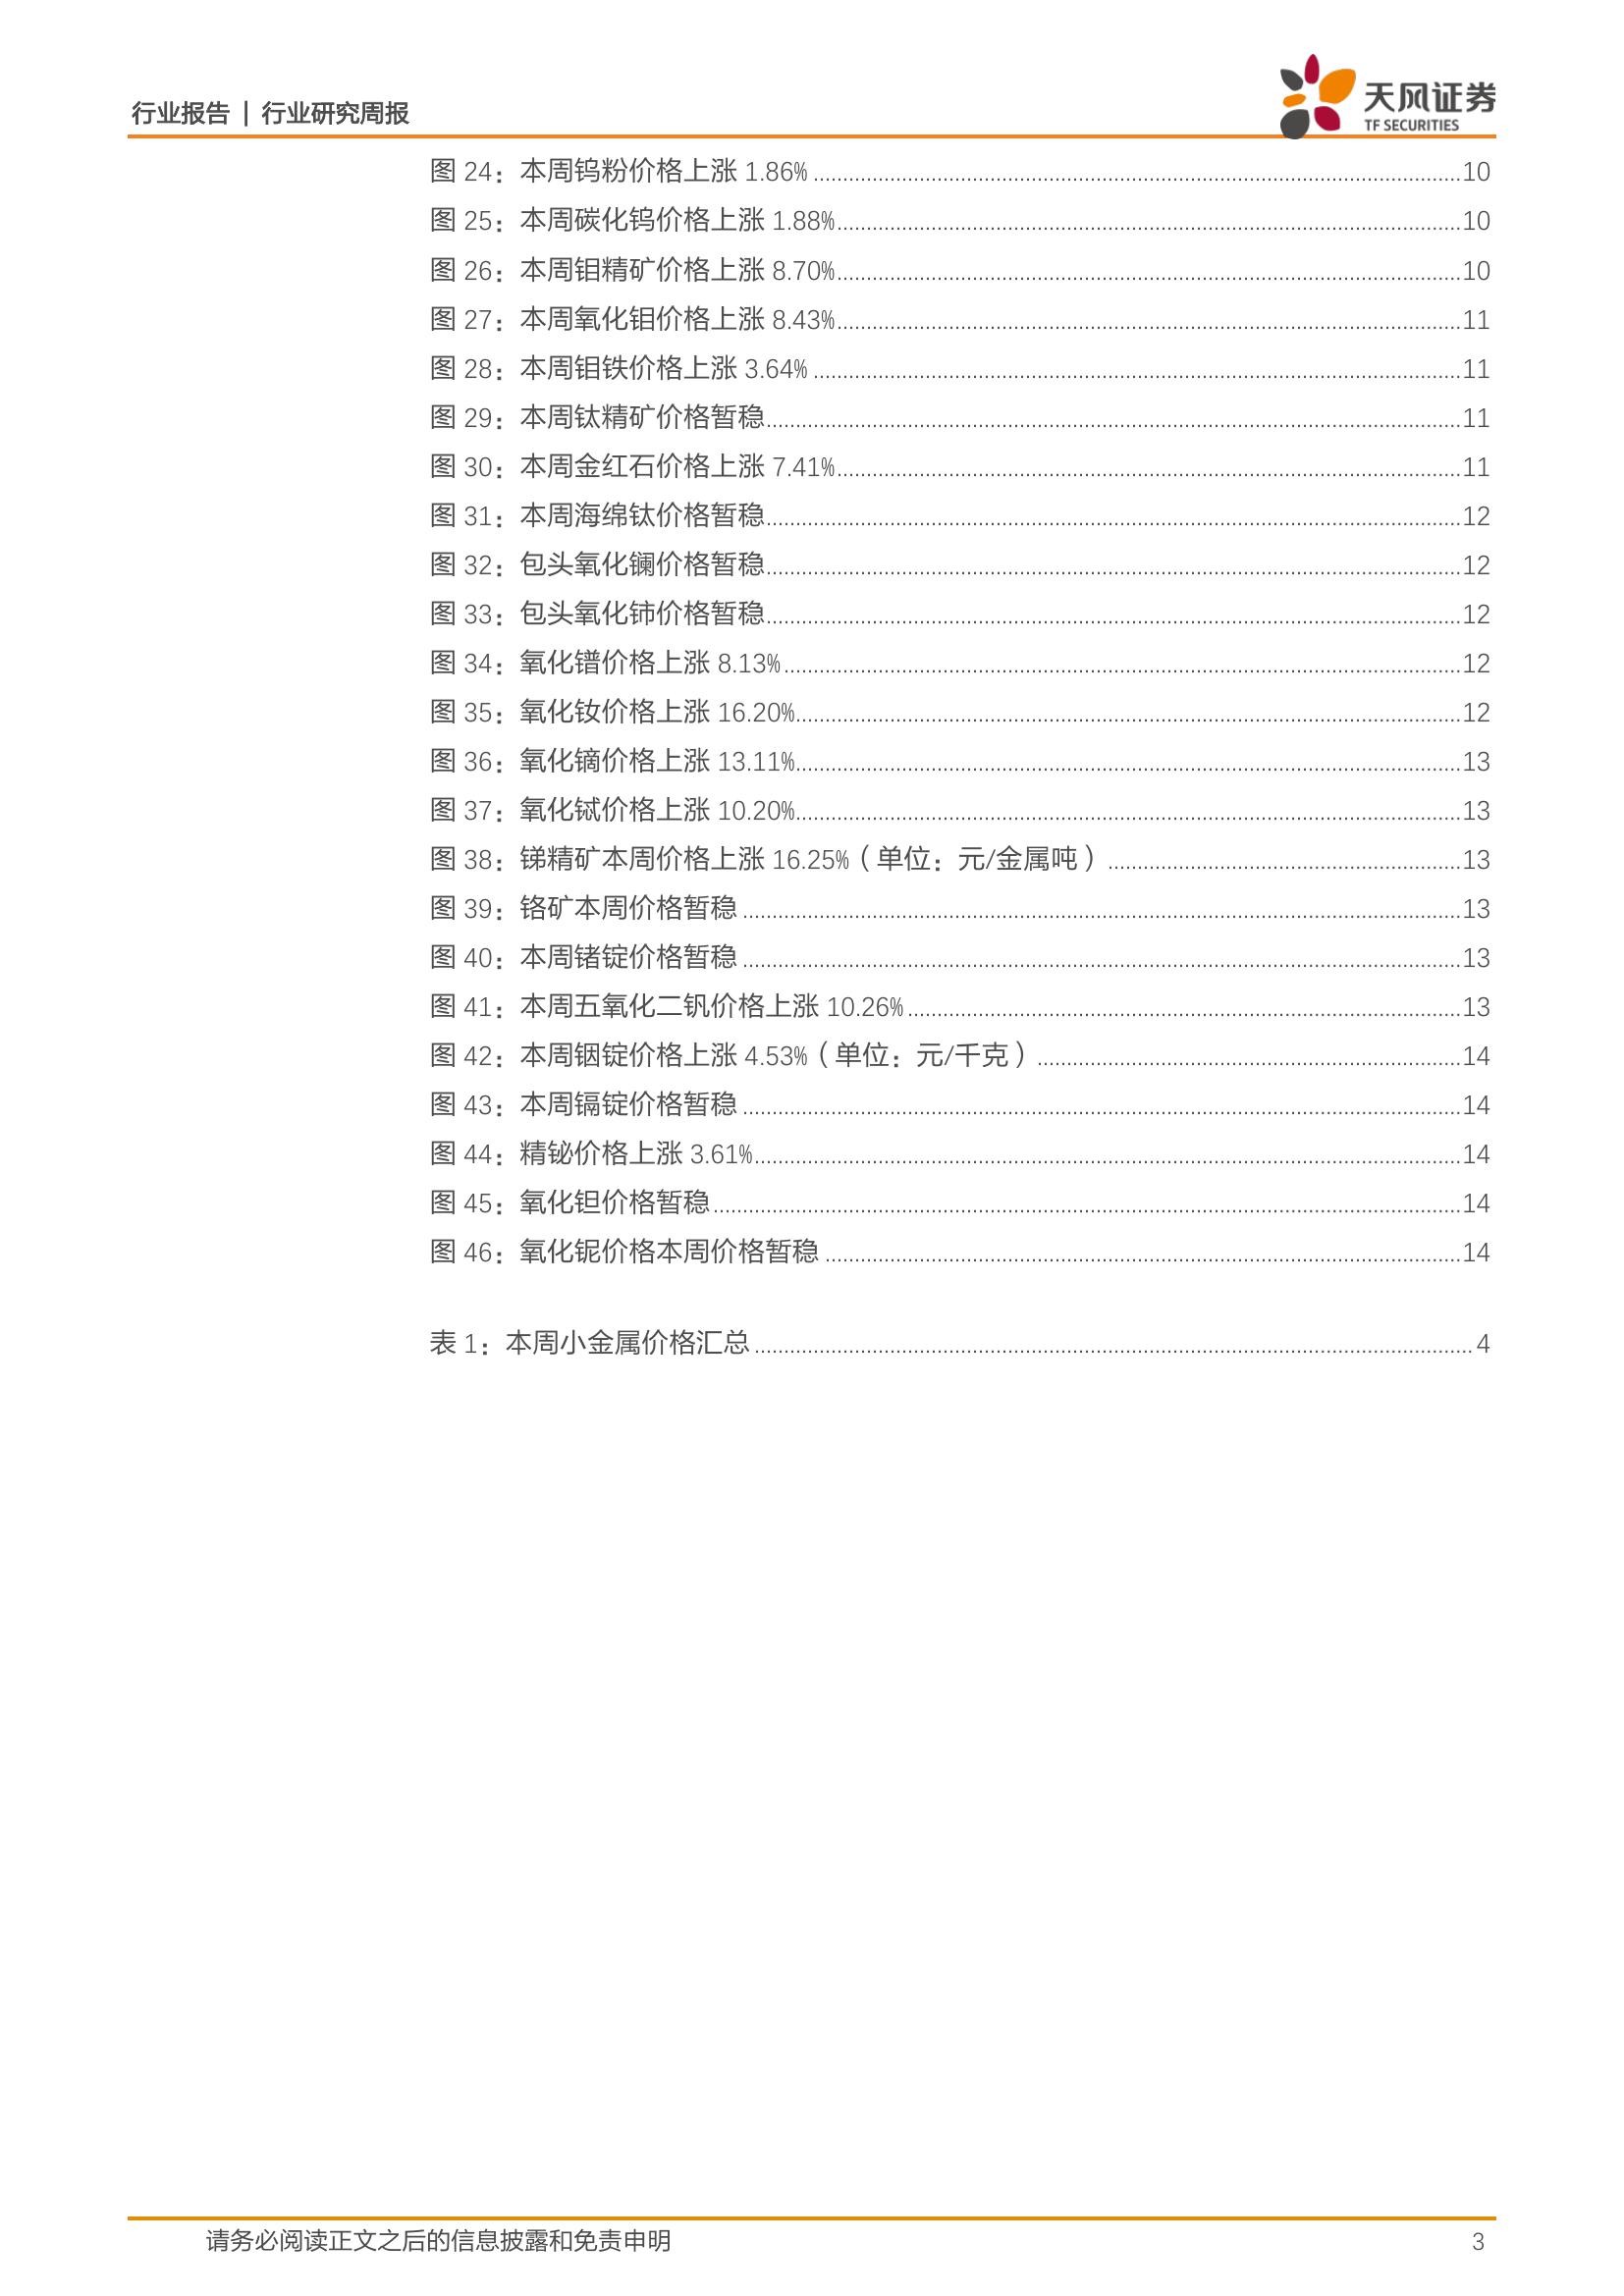 行业报告 | 行业研究周报
天风证券
TF SECURITIES
图 24：本周钨粉价格上涨 1.86% 10
图 25：本周碳化钨价格上涨 1.88% 10
图 26：本周钼精矿价格上涨 8.70% 10
图 27：本周氧化钼价格上涨 8.43% 11
图 28：本周钼铁价格上涨 3.64% 11
图 29：本周钛精矿价格暂稳 11
图 30：本周金红石价格上涨 7.41% 11
图 31：本周海绵钛价格暂稳 12
图 32：包头氧化镧价格暂稳 12
图 33：包头氧化铈价格暂稳 12
图 34：氧化镨价格上涨 8.13% 12
图 35：氧化钕价格上涨 16.20% 12
图 36：氧化镝价格上涨 13.11% 13
图 37：氧化铽价格上涨 10.20% 13
图 38：锑精矿本周价格上涨 16.25%（单位：元/金属吨） 13
图 39：铬矿本周价格暂稳 13
图 40：本周锗锭价格暂稳 13
图 41：本周五氧化二钒价格上涨 10.26% 13
图 42：本周铟锭价格上涨 4.53%（单位：元/千克） 14
图 43：本周镉锭价格暂稳 14
图 44：精铋价格上涨 3.61% 14
图 45：氧化钽价格暂稳 14
图 46：氧化铌价格本周价格暂稳 14
表 1：本周小金属价格汇总 4
请务必阅读正文之后的信息披露和免责申明 3